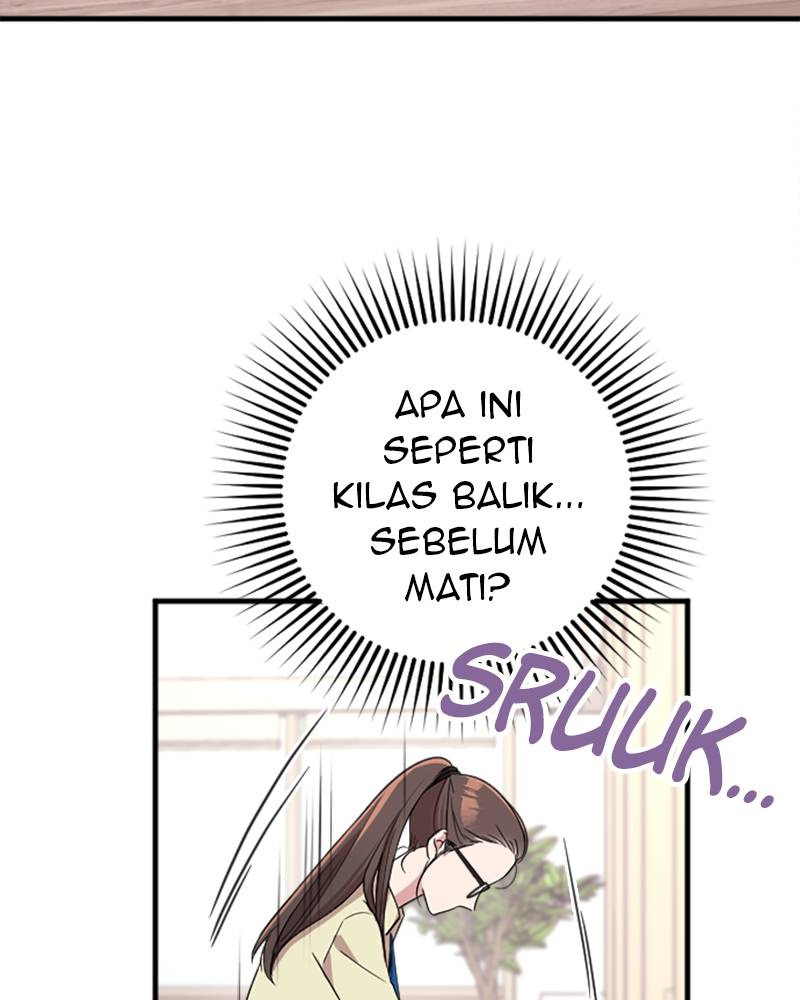 APA INI
SEPERTI
KILAS BALIK...
SEBELUM
MATI?
SRUUK...